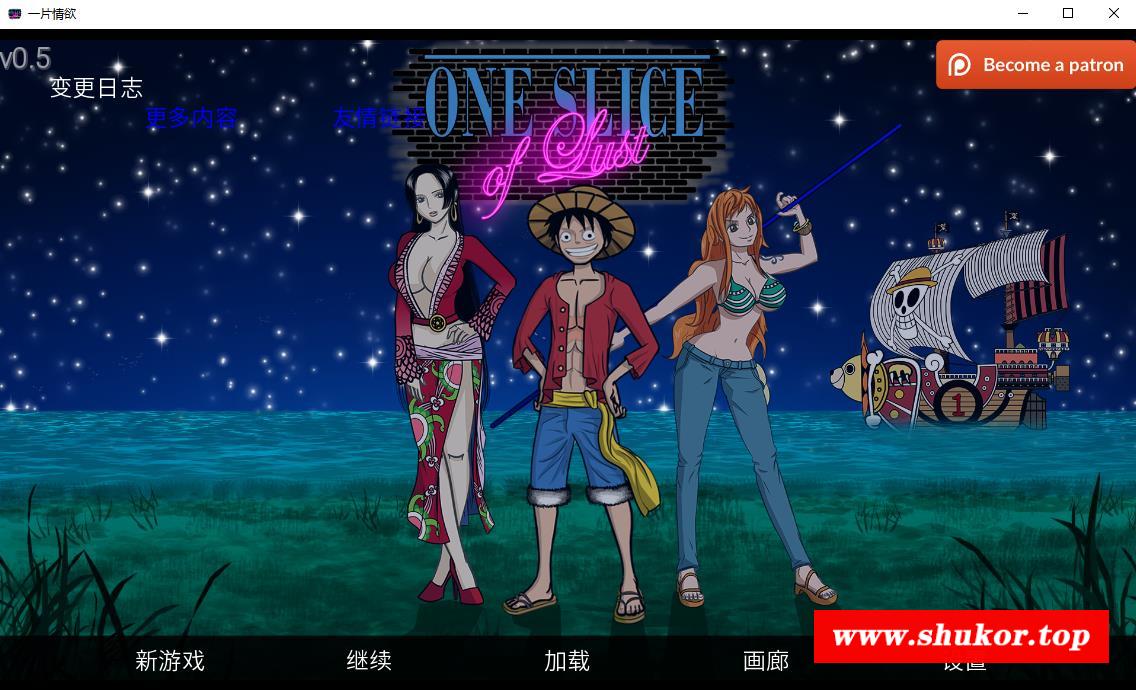 一片情欲
v0.5
变更日志
更多内容
友情链接
ONE SLICE
of Lust
Become a patron
1
www.shukor.top
新游戏
继续
加载
画廊
设置